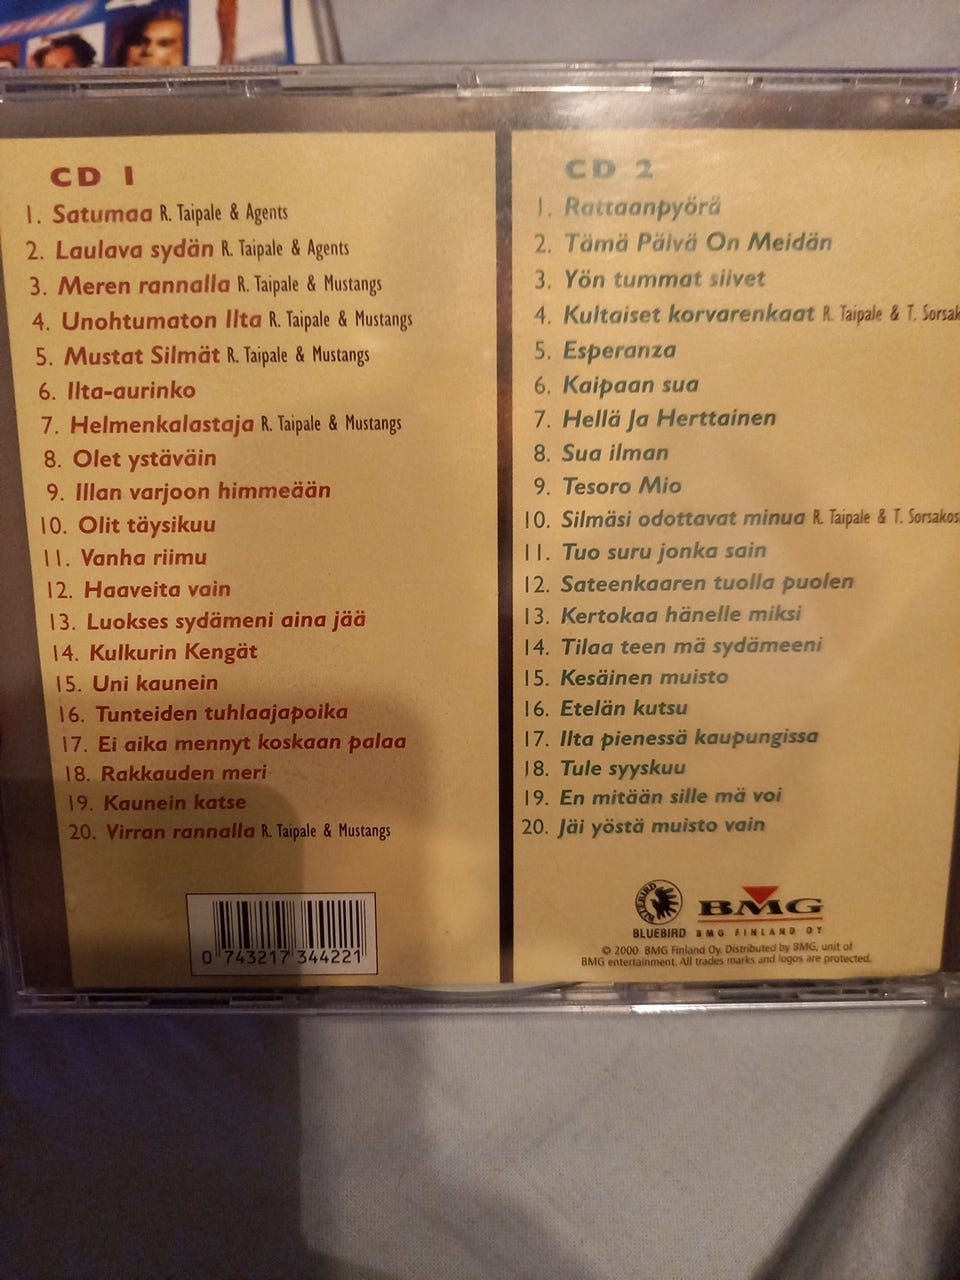 CD 1
1. Satumaa R. Taipale & Agents
2. Laulava sydän R. Taipale & Agents
3. Meren rannalla R. Taipale & Mustangs
4. Unohtumaton Ilta R. Taipale & Mustangs
5. Mustat Silmät R. Taipale & Mustangs
6. Ilta-aurinko
7. Helmenkalastaja R. Taipale & Mustangs
8. Olet ystäväin
9. Illan varjoon himmeään
10. Olit täysikuu
11. Vanha riimu
12. Haaveita vain
13. Luokses sydämeni aina jää
14. Kulkurin Kengät
15. Uni kaunein
16. Tunteiden tuhlaajapoika
17. Ei aika mennyt koskaan palaa
18. Rakkauden meri
19. Kaunein katse
20. Virran rannalla R. Taipale & Mustangs
0 743217 344221
CD 2
1. Rattaanpyörä
2. Tämä Päivä On Meidän
3. Yön tummat siivet
4. Kultaiset korvarenkaat R. Taipale & T. Sorsak
5. Esperanza
6. Kaipaan sua
7. Hellä Ja Herttainen
8. Sua ilman
9. Tesoro Mio
10. Silmäsi odottavat minua R. Taipale & T. Sorsakos
11. Tuo suru jonka sain
12. Sateenkaaren tuolla puolen
13. Kertokaa hänelle miksi
14. Tilaa teen mä sydämeeni
15. Kesäinen muisto
16. Etelän kutsu
17. Ilta pienessä kaupungissa
18. Tule syyskuu
19. En mitään sille mä voi
20. Jäi yöstä muisto vain
BLUEBIRD
BLUEBIRD
BMG
BMG FINLAND OY
© 2000 BMG Finland Oy. Distributed by BMG, unit of
BMG entertainment. All trades marks and logos are protected.